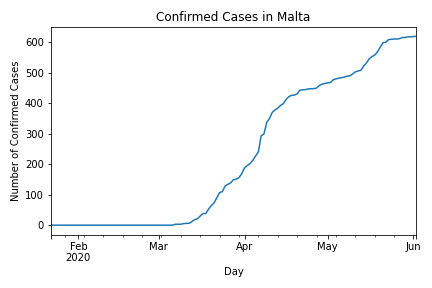 Confirmed Cases in Malta
Number of Confirmed Cases
600
500
400
300
200
100
0
Feb
2020
Mar
Apr
May
Jun
Day